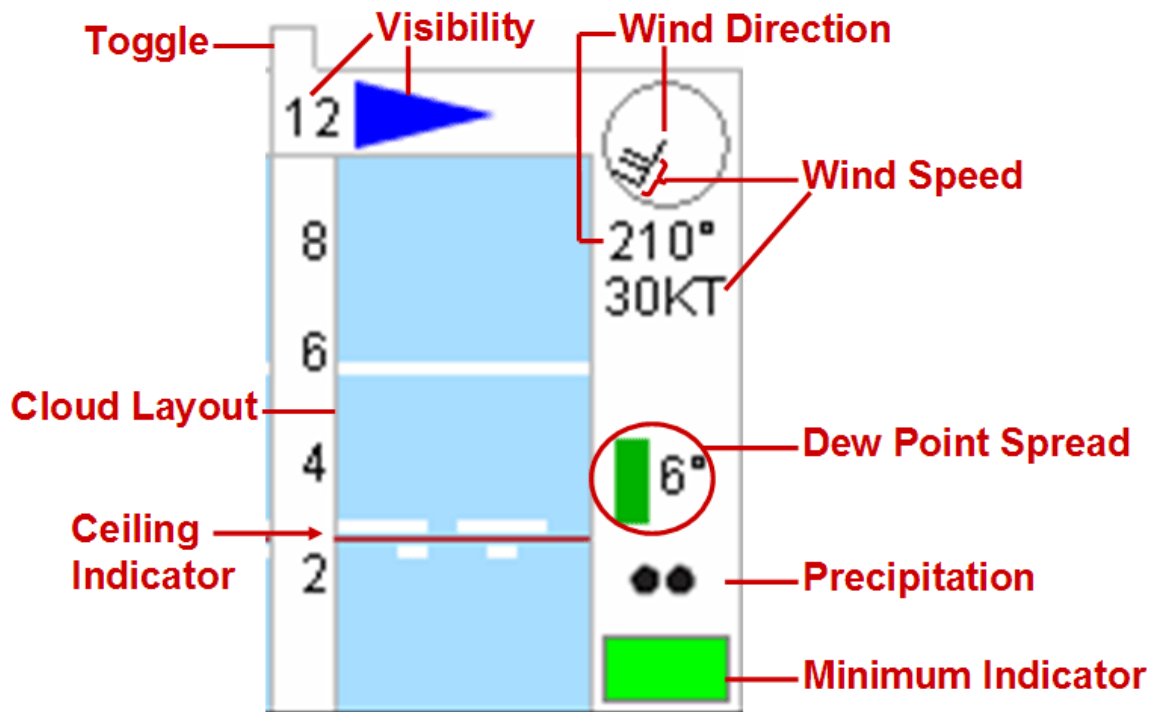 Toggle
Visibility
Wind Direction
12
Wind Speed
210°
30KT
8
6
Cloud Layout
4
6°
Dew Point Spread
Ceiling
Indicator
2
Precipitation
Minimum Indicator